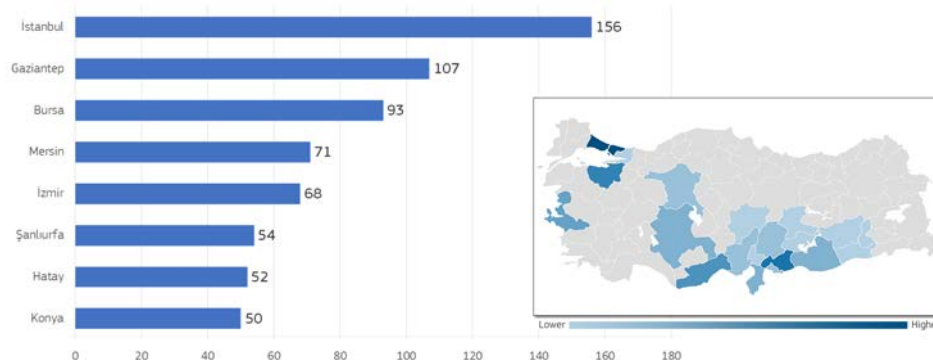 İstanbul 156
Gaziantep 107
Bursa 93
Mersin 71
İzmir 68
Şanlıurfa 54
Hatay 52
Konya 50
Lower
0 20 40 60 80 100 120 140 160 180